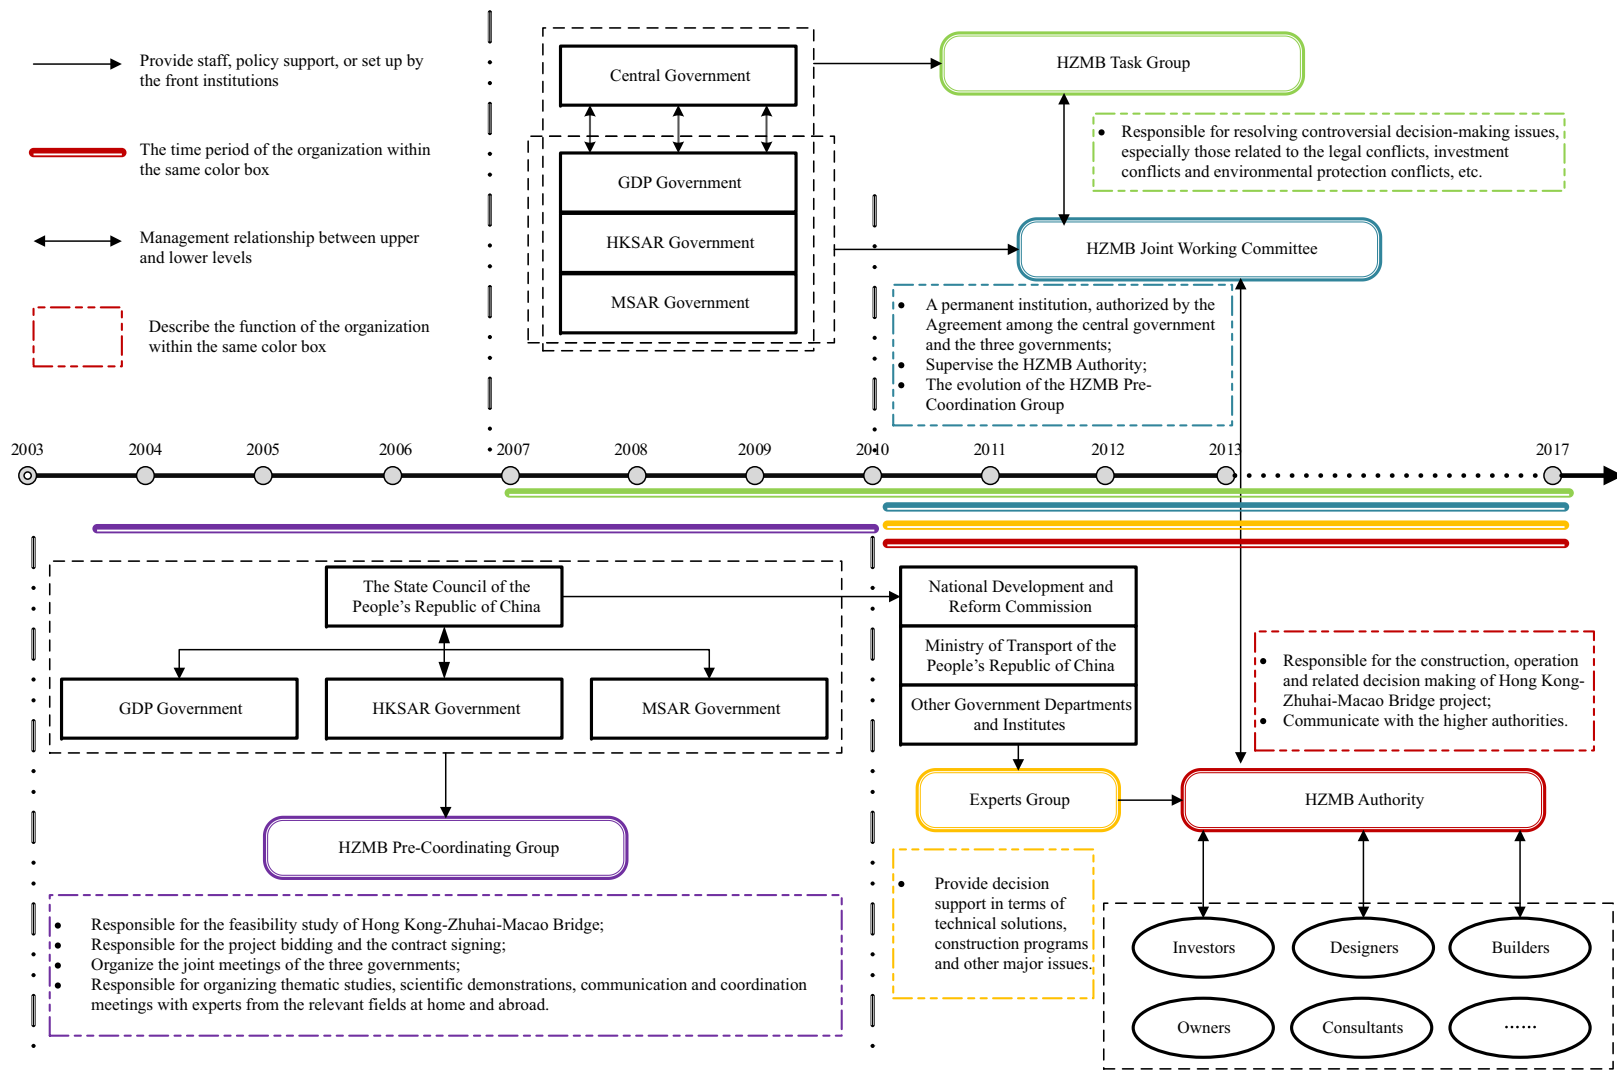 Provide staff, policy support, or set up by
the front institutions
The time period of the organization within
the same color box
Management relationship between upper
and lower levels
Describe the function of the organization
within the same color box
Central Government
GDP Government
HKSAR Government
MSAR Government
HZMB Task Group
• Responsible for resolving controversial decision-making issues,
especially those related to the legal conflicts, investment
conflicts and environmental protection conflicts, etc.
HZMB Joint Working Committee
• A permanent institution, authorized by the
Agreement among the central government
and the three governments;
• Supervise the HZMB Authority;
• The evolution of the HZMB Pre-
Coordination Group
2003 2004 2005 2006 2007 2008 2009 2010 2011 2012 2013 2017
The State Council of the
People's Republic of China
GDP Government
HKSAR Government
MSAR Government
HZMB Pre-Coordinating Group
• Responsible for the feasibility study of Hong Kong-Zhuhai-Macao Bridge;
• Responsible for the project bidding and the contract signing;
• Organize the joint meetings of the three governments;
• Responsible for organizing thematic studies, scientific demonstrations, communication and coordination
meetings with experts from the relevant fields at home and abroad.
National Development and
Reform Commission
Ministry of Transport of the
People's Republic of China
Other Government Departments
and Institutes
Experts Group
• Provide decision
support in terms of
technical solutions,
construction programs
and other major issues.
• Responsible for the construction, operation
and related decision making of Hong Kong-
Zhuhai-Macao Bridge project;
• Communicate with the higher authorities.
HZMB Authority
Investors
Designers
Builders
Owners
Consultants
······